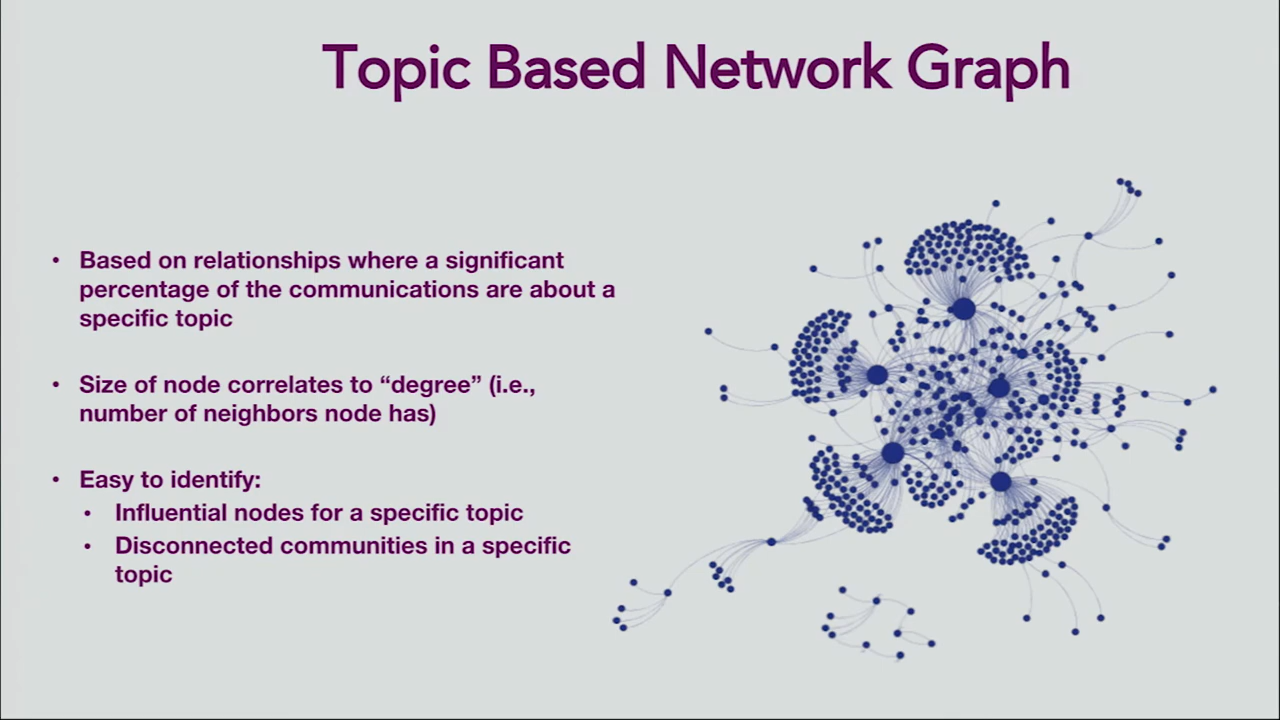 Topic Based Network Graph
• Based on relationships where a significant
percentage of the communications are about a
specific topic
• Size of node correlates to “degree” (i.e.,
number of neighbors node has)
• Easy to identify:
• Influential nodes for a specific topic
• Disconnected communities in a specific
topic